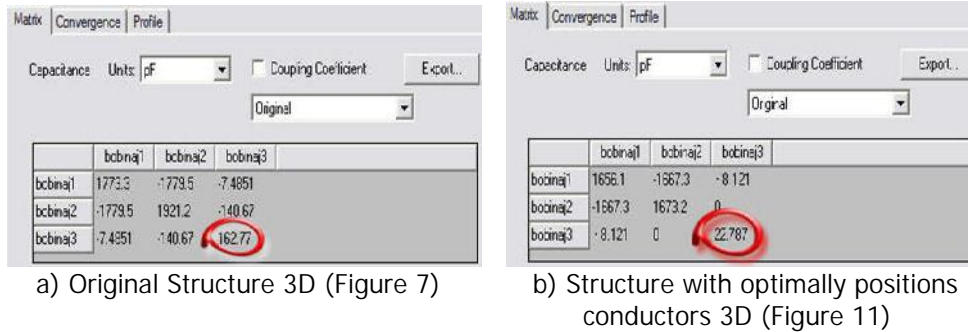 Matrix Convergence Profile
Capacitance Units: pF Couping Coefficient Export...
Original
bobinaj1 bobinaj2 bobinaj3
bobinaj1 -1779.5 -7.4851
bobinaj2 -1779.5 1921.2 -140.67
bobinaj3 -7.4851 -140.67 162.77
a) Original Structure 3D (Figure 7)
Matrix Convergence Profile
Capacitance Units: pF Coupling Coefficient Export...
Original
bobinaj1 bobinaj2 bobinaj3
bobinaj1 1656.1 -1667.3 -8.121
bobinaj2 -1667.3 1673.2 0
bobinaj3 -8.121 0 22.787
b) Structure with optimally positions
conductors 3D (Figure 11)